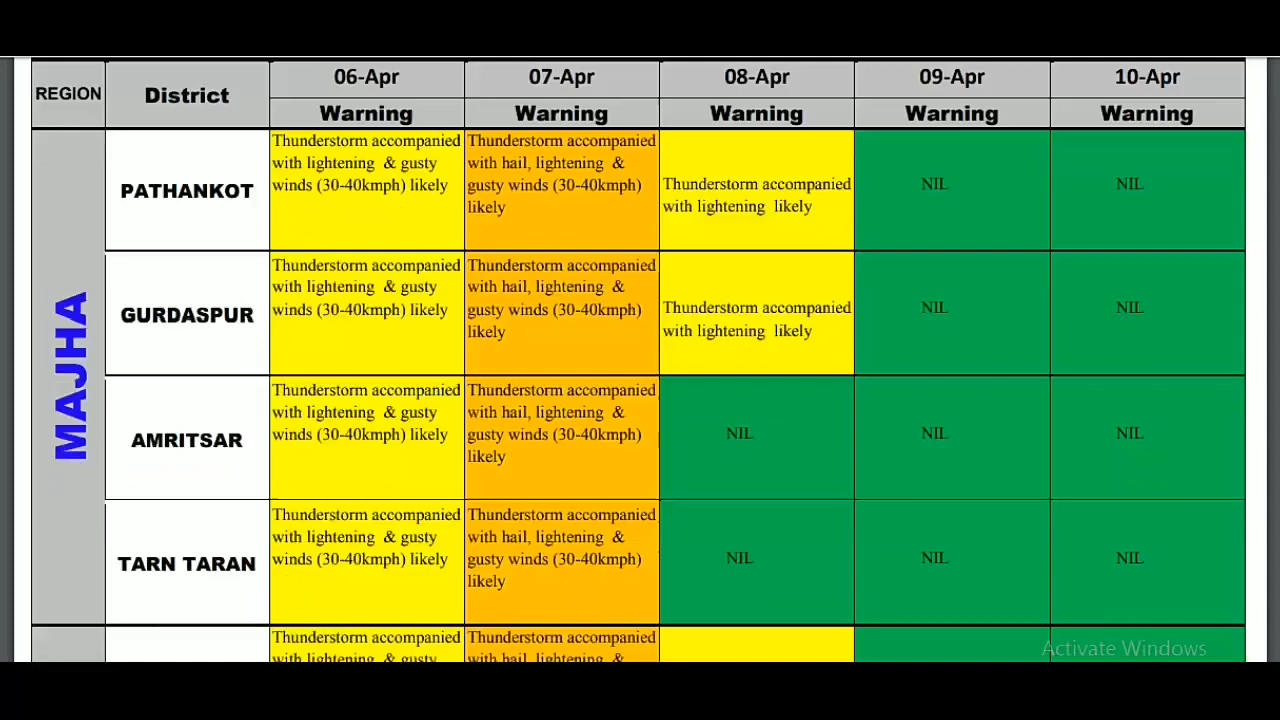 REGION District 06-Apr 07-Apr 08-Apr 09-Apr 10-Apr
Warning Warning Warning Warning Warning
MAJHA
PATHANKOT
Thunderstorm accompanied
with lightening & gusty
winds (30-40kmph) likely
Thunderstorm accompanied
with hail, lightening &
gusty winds (30-40kmph)
likely
Thunderstorm accompanied
with lightening likely
NIL
NIL
GURDASPUR
Thunderstorm accompanied
with lightening & gusty
winds (30-40kmph) likely
Thunderstorm accompanied
with hail, lightening &
gusty winds (30-40kmph)
likely
Thunderstorm accompanied
with lightening likely
NIL
NIL
AMRITSAR
Thunderstorm accompanied
with lightening & gusty
winds (30-40kmph) likely
Thunderstorm accompanied
with hail, lightening &
gusty winds (30-40kmph)
likely
NIL
NIL
NIL
TARN TARAN
Thunderstorm accompanied
with lightening & gusty
winds (30-40kmph) likely
Thunderstorm accompanied
with hail, lightening &
gusty winds (30-40kmph)
likely
NIL
NIL
NIL
Thunderstorm accompanied
with lightening & gusty
Thunderstorm accompanied
with hail, lightening &
Activate Windows